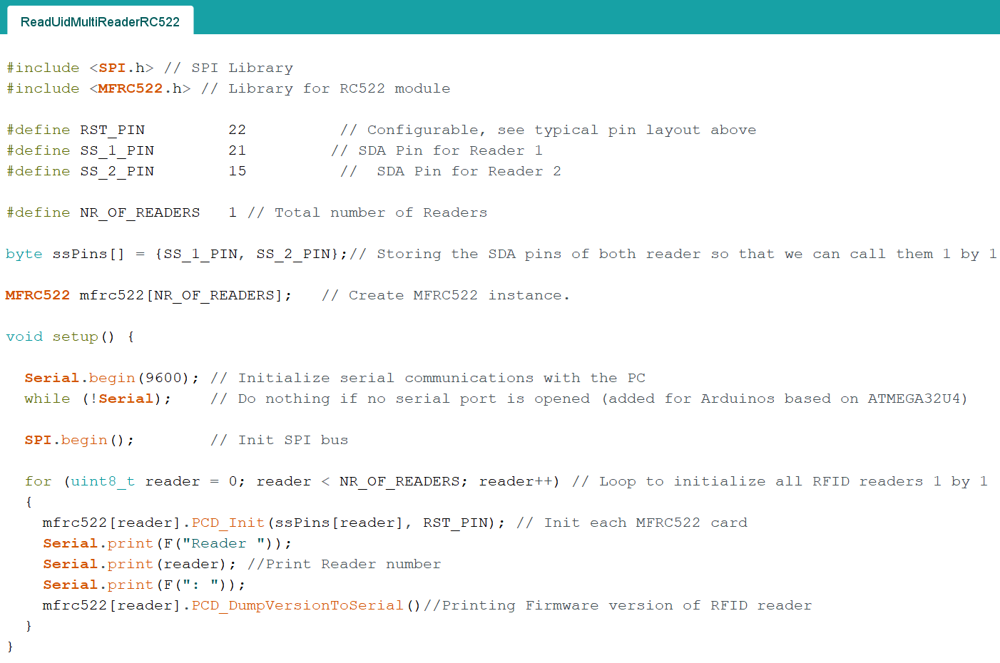 ReadUidMultiReaderRC522
#include <SPI.h> // SPI Library
#include <MFRC522.h> // Library for RC522 module
#define RST_PIN         22          // Configurable, see typical pin layout above
#define SS_1_PIN        21         // SDA Pin for Reader 1
#define SS_2_PIN        15          //  SDA Pin for Reader 2
#define NR_OF_READERS   1 // Total number of Readers
byte ssPins[] = {SS_1_PIN, SS_2_PIN};// Storing the SDA pins of both reader so that we can call them 1 by 1
MFRC522 mfrc522[NR_OF_READERS];   // Create MFRC522 instance.
void setup() {
  Serial.begin(9600); // Initialize serial communications with the PC
  while (!Serial);    // Do nothing if no serial port is opened (added for Arduinos based on ATMEGA32U4)
  SPI.begin();        // Init SPI bus
  for (uint8_t reader = 0; reader < NR_OF_READERS; reader++) // Loop to initialize all RFID readers 1 by 1
  {
    mfrc522[reader].PCD_Init(ssPins[reader], RST_PIN); // Init each MFRC522 card
    Serial.print(F("Reader "));
    Serial.print(reader); //Print Reader number
    Serial.print(F(": "));
    mfrc522[reader].PCD_DumpVersionToSerial()//Printing Firmware version of RFID reader
  }
}